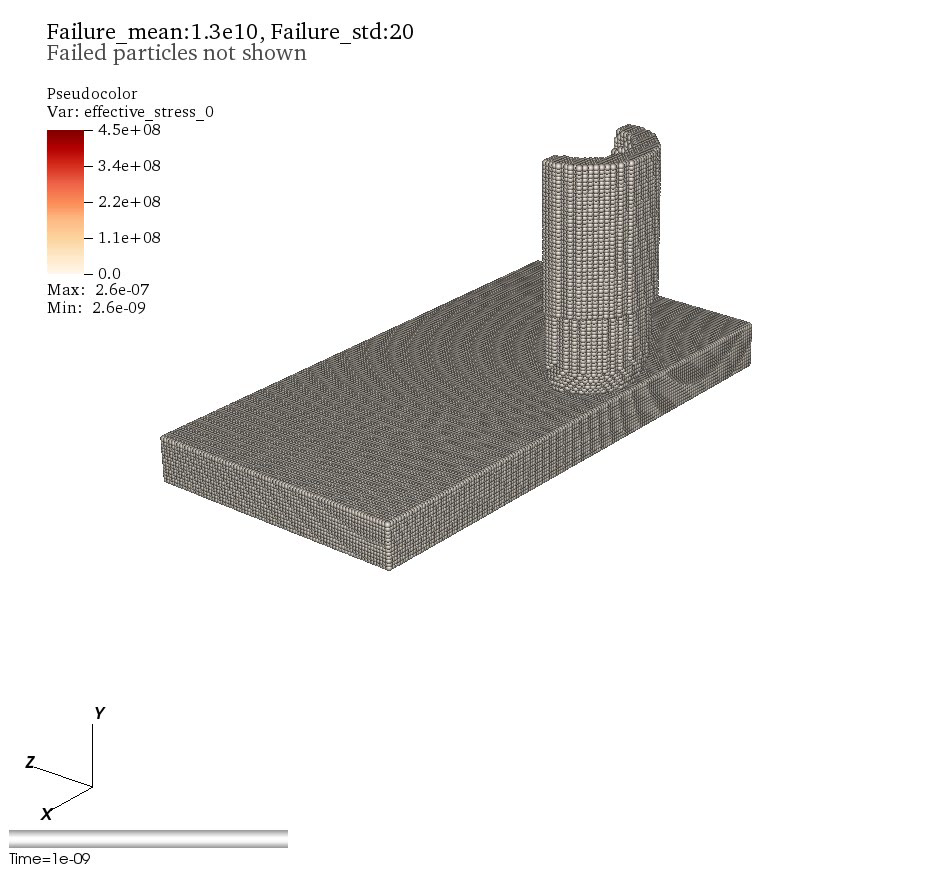 Failure_mean:1.3e10, Failure_std:20
Failed particles not shown
Pseudocolor
Var: effective_stress_0
4.5e+08
3.4e+08
2.2e+08
1.1e+08
0.0
Max: 2.6e-07
Min: 2.6e-09
Y
Z
X
Time=1e-09